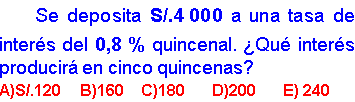 Se deposita S/.4 000 a una tasa de
interés del 0,8 % quincenal. ¿Qué interés
producirá en cinco quincenas?
A)S/.120 B)160 C)180 D)200 E) 240